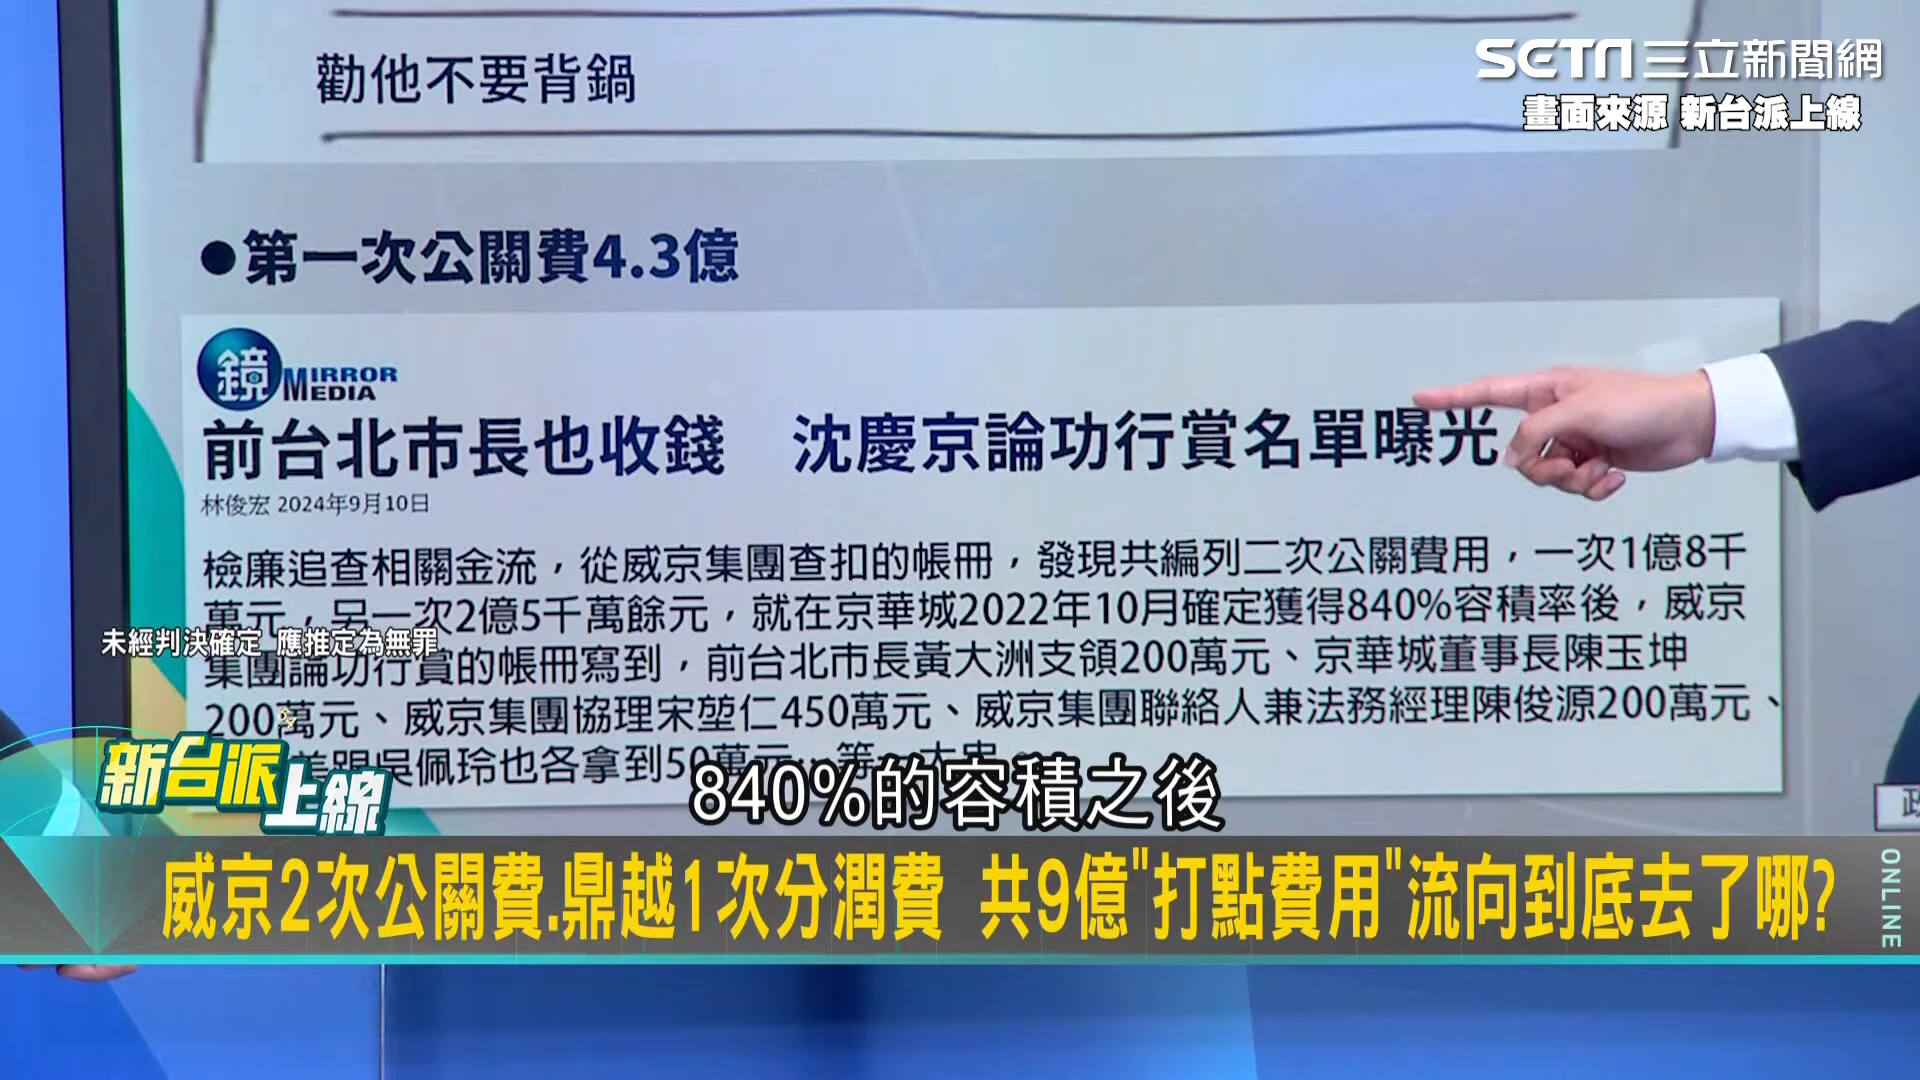 勸他不要背鍋
SETN三立新聞網
畫面來源 新台派上線
●第一次公關費4.3億
鏡 MIRROR MEDIA
前台北市長也收錢 沈慶京論功行賞名單曝光
林俊宏 2024年9月10日
檢廉追查相關金流，從威京集團查扣的帳冊，發現共編列二次公關費用，一次1億8千
萬元，另一次2億5千萬餘元，就在京華城2022年10月確定獲得840%容積率後，威京
未經判決確定 應推定為無罪
集團論功行賞的帳冊寫到，前台北市長黃大洲支領200萬元、京華城董事長陳玉坤
200萬元、威京集團協理宋堃仁450萬元、威京集團聯絡人兼法務經理陳俊源200萬元、
跟吳佩玲也各拿到50萬元…等
新台派上線
840%的容積之後
威京2次公關費.鼎越1次分潤費 共9億"打點費用"流向到底去了哪?
ONLINE